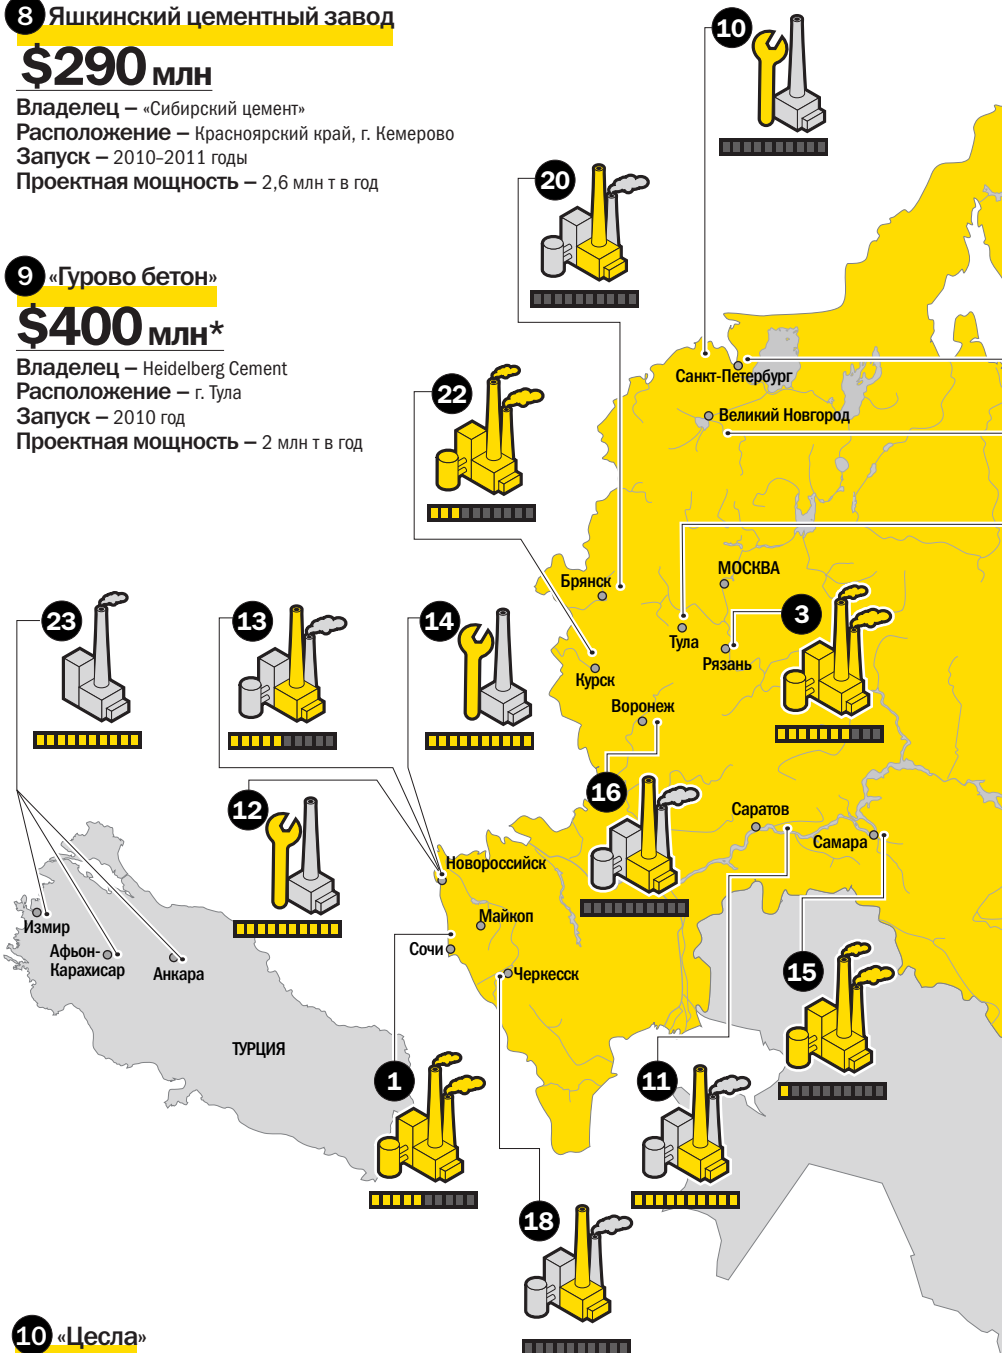 8 Яшкинский цементный завод
$290 млн
Владелец – «Сибирский цемент»
Расположение – Красноярский край, г. Кемерово
Запуск – 2010–2011 годы
Проектная мощность – 2,6 млн т в год
9 «Гурово бетон»
$400 млн*
Владелец – Heidelberg Cement
Расположение – г. Тула
Запуск – 2010 год
Проектная мощность – 2 млн т в год
10
20
22
Санкт-Петербург
Великий Новгород
Брянск
МОСКВА
3
Тула
Рязань
Курск
Воронеж
23
13
14
12
16
Саратов
Самара
Новороссийск
Майкоп
Сочи
Черкесск
Измир
Афьон-
Карахисар
Анкара
ТУРЦИЯ
15
1
11
18
10 «Цесла»